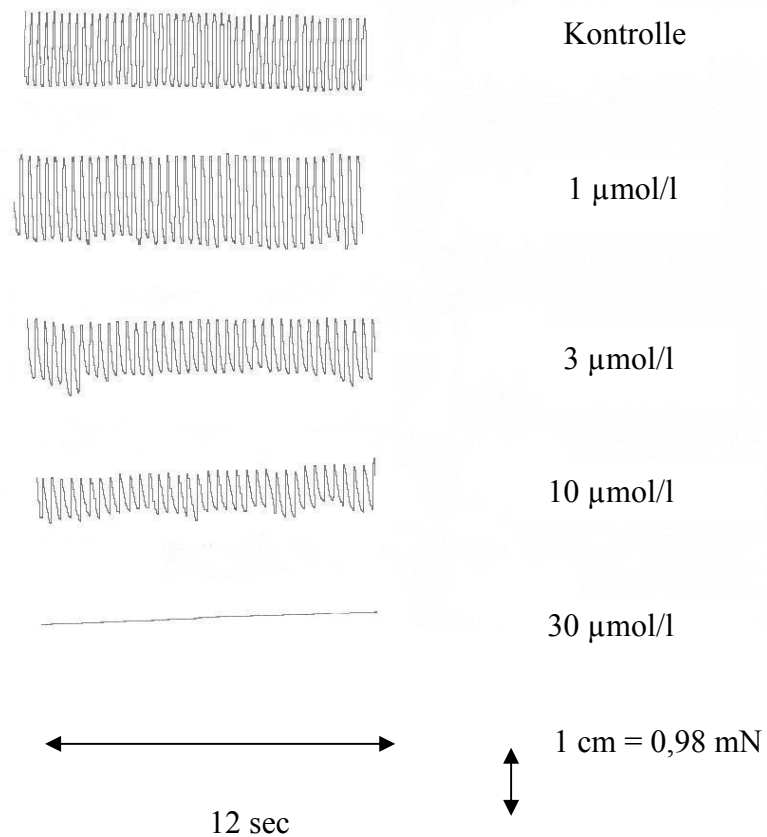 Kontrolle
1 µmol/l
3 µmol/l
10 µmol/l
30 µmol/l
1 cm = 0,98 mN
12 sec